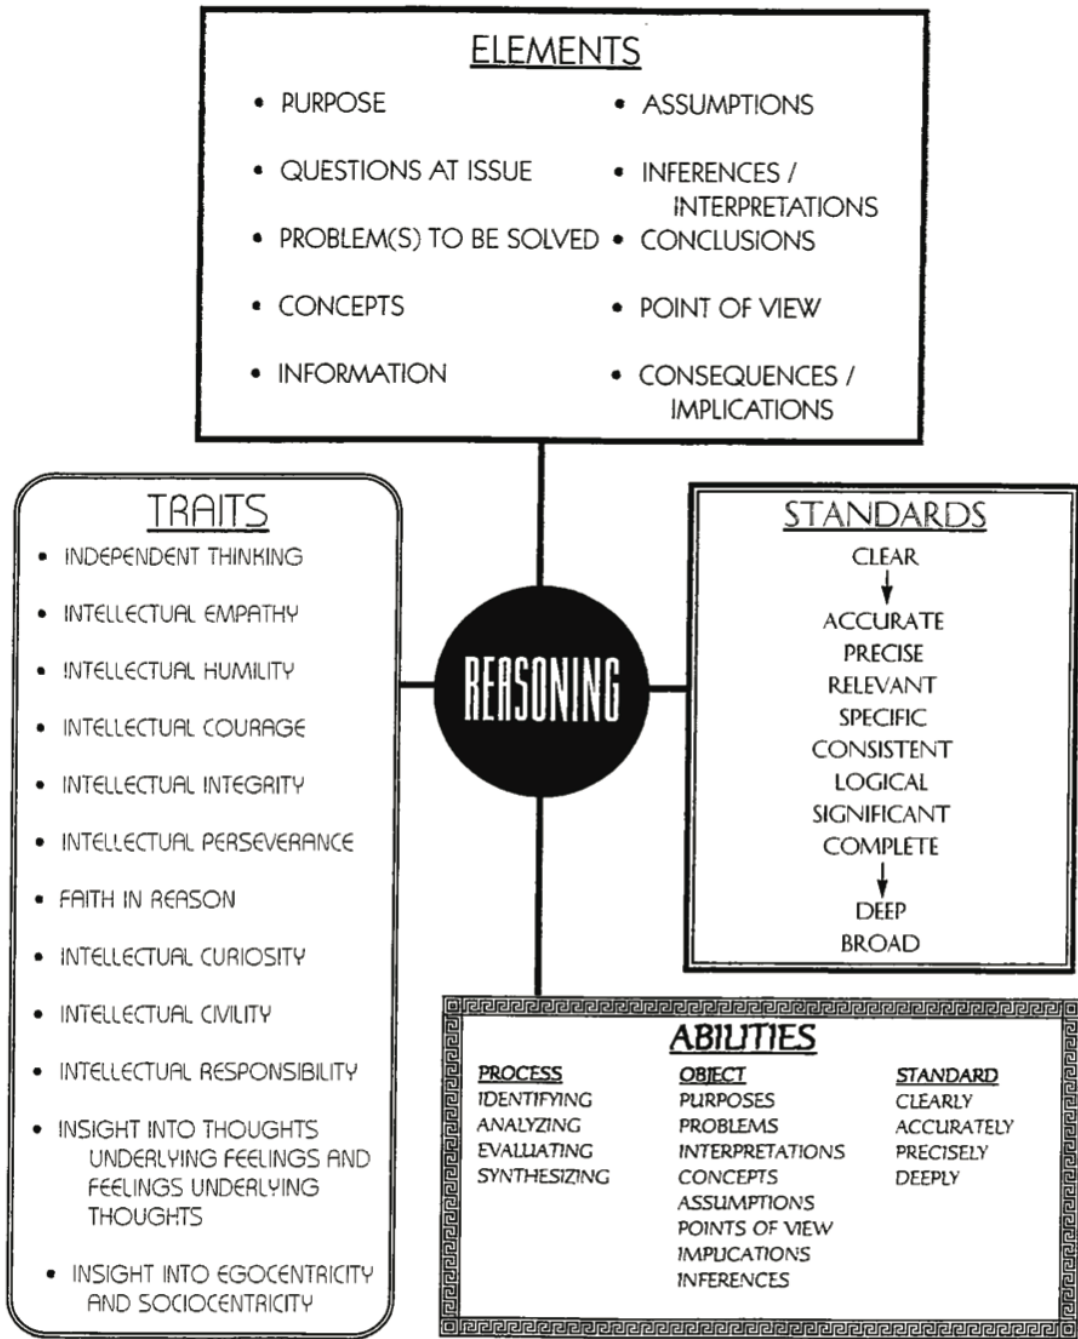 ELEMENTS
• PURPOSE
• QUESTIONS AT ISSUE
• PROBLEM(S) TO BE SOLVED
• CONCEPTS
• INFORMATION
• ASSUMPTIONS
• INFERENCES /
INTERPRETATIONS
• CONCLUSIONS
• POINT OF VIEW
• CONSEQUENCES /
IMPLICATIONS
TRAITS
• INDEPENDENT THINKING
• INTELLECTUAL EMPATHY
• INTELLECTUAL HUMILITY
• INTELLECTUAL COURAGE
• INTELLECTUAL INTEGRITY
• INTELLECTUAL PERSEVERANCE
• FAITH IN REASON
• INTELLECTUAL CURIOSITY
• INTELLECTUAL CIVILITY
• INTELLECTUAL RESPONSIBILITY
• INSIGHT INTO THOUGHTS
UNDERLYING FEELINGS AND
FEELINGS UNDERLYING
THOUGHTS
• INSIGHT INTO EGOCENTRICITY
AND SOCIOCENTRICITY
REASONING
STANDARDS
CLEAR
ACCURATE
PRECISE
RELEVANT
SPECIFIC
CONSISTENT
LOGICAL
SIGNIFICANT
COMPLETE
DEEP
BROAD
ABILITIES
PROCESS
IDENTIFYING
ANALYZING
EVALUATING
SYNTHESIZING
OBJECT
PURPOSES
PROBLEMS
INTERPRETATIONS
CONCEPTS
ASSUMPTIONS
POINTS OF VIEW
IMPLICATIONS
INFERENCES
STANDARD
CLEARLY
ACCURATELY
PRECISELY
DEEPLY